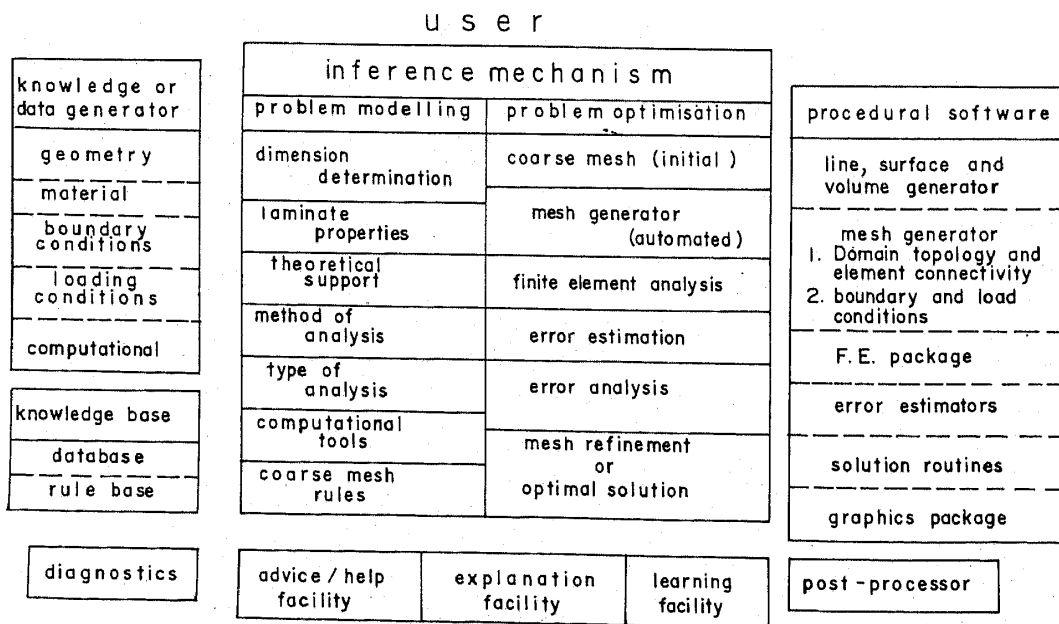 user
knowledge or
data generator
geometry
material
boundary
conditions
loading
conditions
computational
knowledge base
database
rule base
diagnostics
inference mechanism
problem modelling
dimension
determination
laminate
properties
theoretical
support
method of
analysis
type of
analysis
computational
tools
coarse mesh
rules
problem optimisation
coarse mesh (initial)
mesh generator
(automated)
finite element analysis
error estimation
error analysis
mesh refinement
or
optimal solution
advice / help
facility
explanation
facility
learning
facility
procedural software
line, surface and
volume generator
mesh generator
1. Domain topology and
element connectivity
2. boundary and load
conditions
F. E. package
error estimators
solution routines
graphics package
post-processor